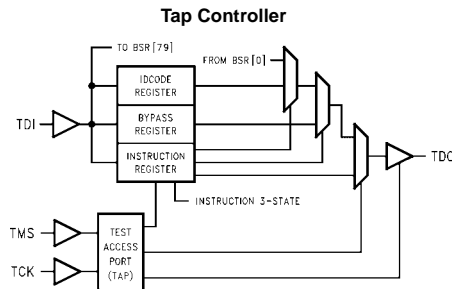 Tap Controller
TO BSR [79]
FROM BSR [0]
IDCODE
REGISTER
TDI
BYPASS
REGISTER
INSTRUCTION
REGISTER
TDO
INSTRUCTION 3-STATE
TMS
TEST
ACCESS
PORT
(TAP)
TCK